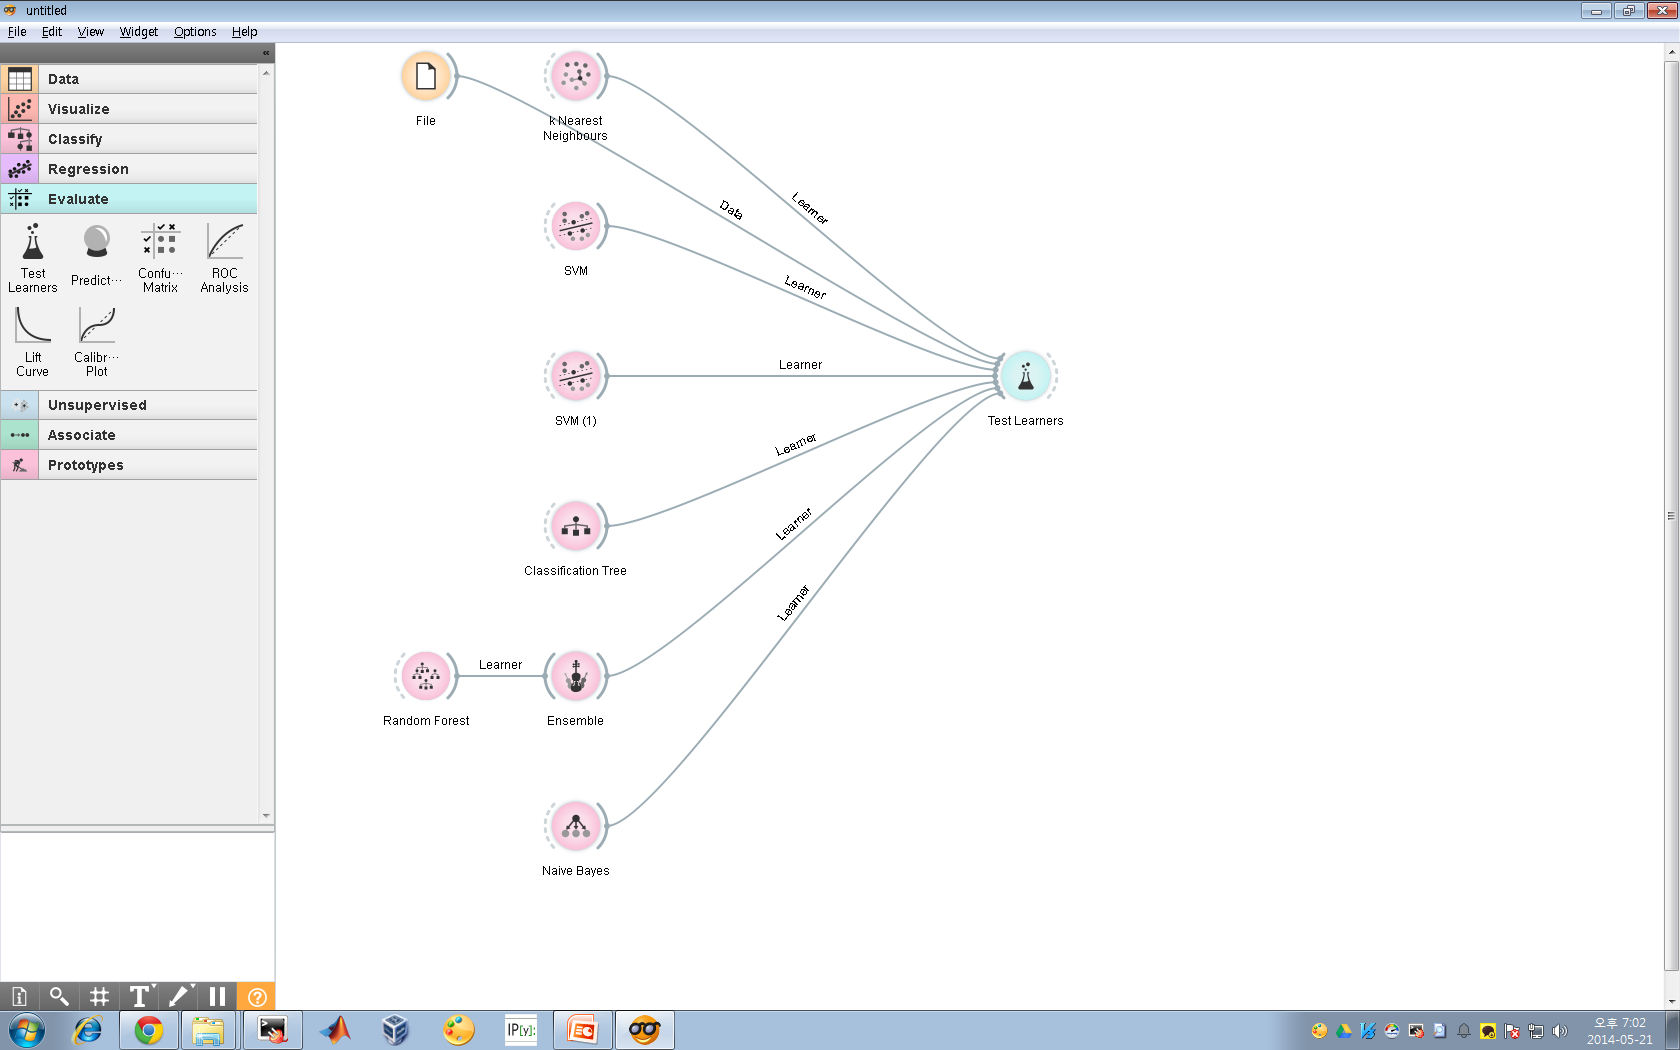 untitled
File Edit View Widget Options Help
«
Data
Visualize
Classify
Regression
Evaluate
Test
Learners
Predict···
Confu···
Matrix
ROC
Analysis
Lift
Curve
Calibr···
Plot
Unsupervised
Associate
Prototypes
File
k Nearest
Neighbours
Learner
Data
SVM
Learner
Learner
SVM (1)
Test Learners
Learner
Classification Tree
Learner
Learner
Learner
Random Forest
Ensemble
Naive Bayes
T
?
IP[y]:
오후 7:02
2014-05-21